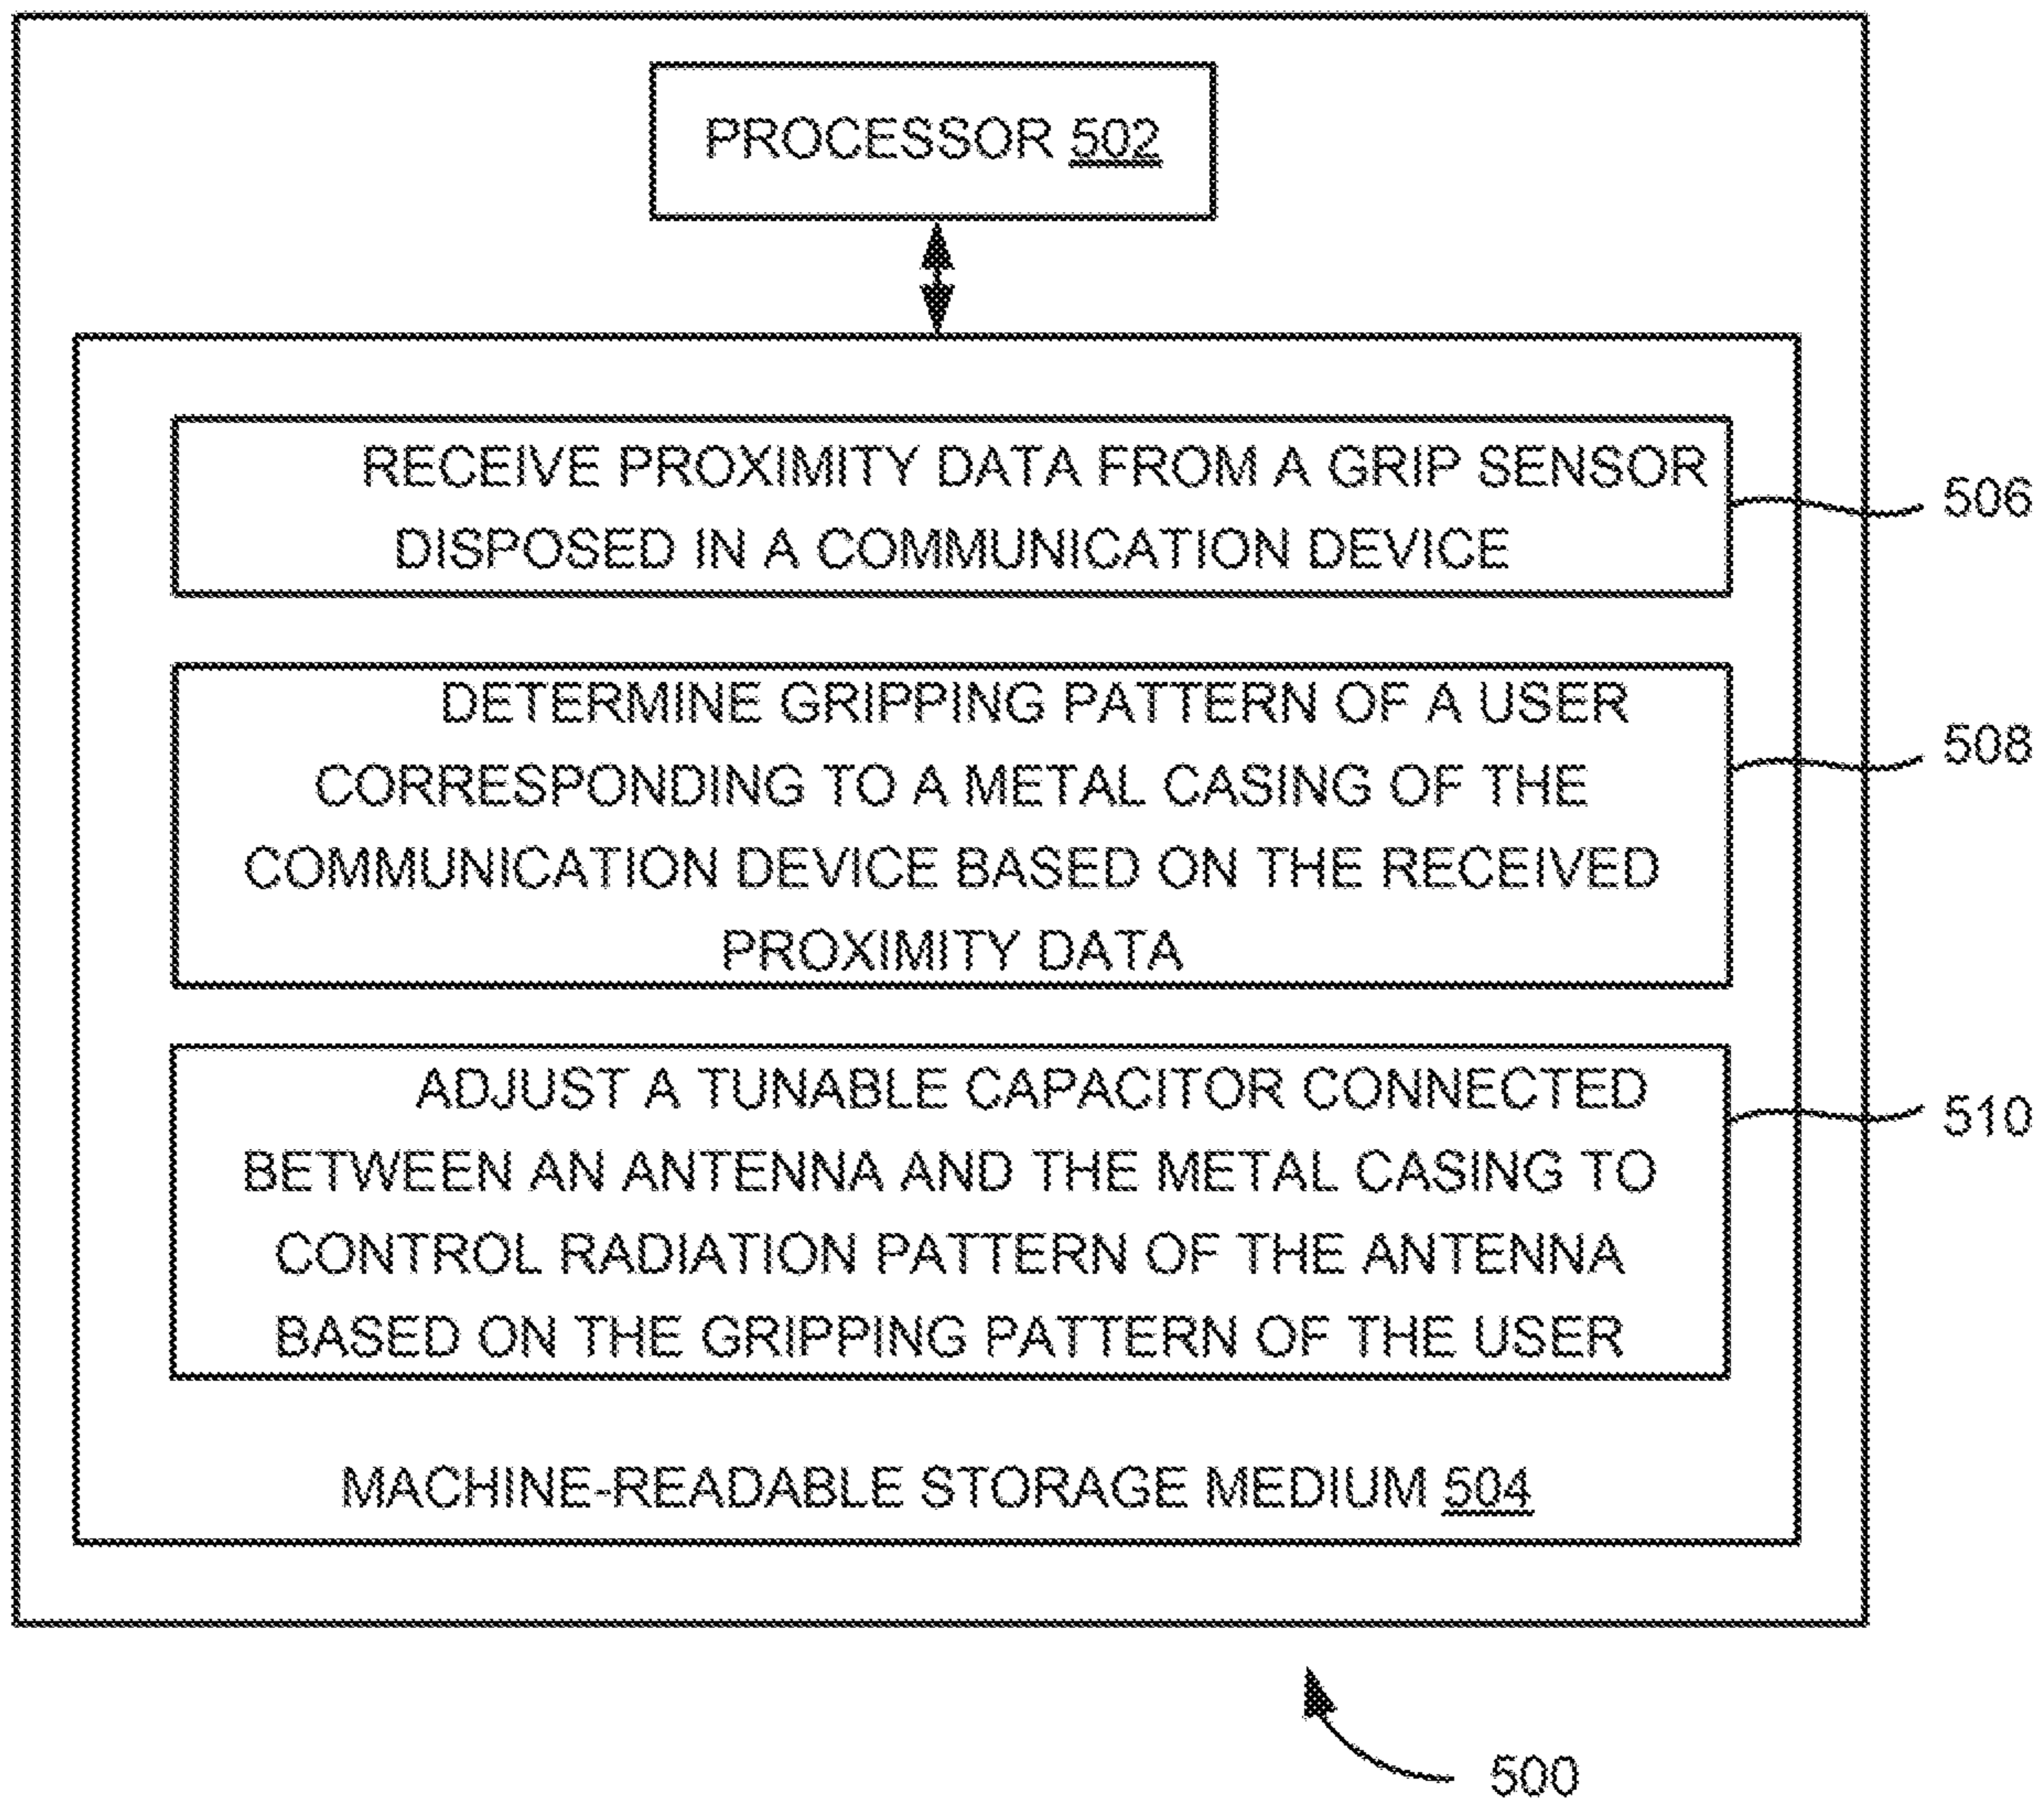 PROCESSOR 502
RECEIVE PROXIMITY DATA FROM A GRIP SENSOR
DISPOSED IN A COMMUNICATION DEVICE
506
DETERMINE GRIPPING PATTERN OF A USER
CORRESPONDING TO A METAL CASING OF THE
COMMUNICATION DEVICE BASED ON THE RECEIVED
PROXIMITY DATA
508
ADJUST A TUNABLE CAPACITOR CONNECTED
BETWEEN AN ANTENNA AND THE METAL CASING TO
CONTROL RADIATION PATTERN OF THE ANTENNA
BASED ON THE GRIPPING PATTERN OF THE USER
510
MACHINE-READABLE STORAGE MEDIUM 504
500